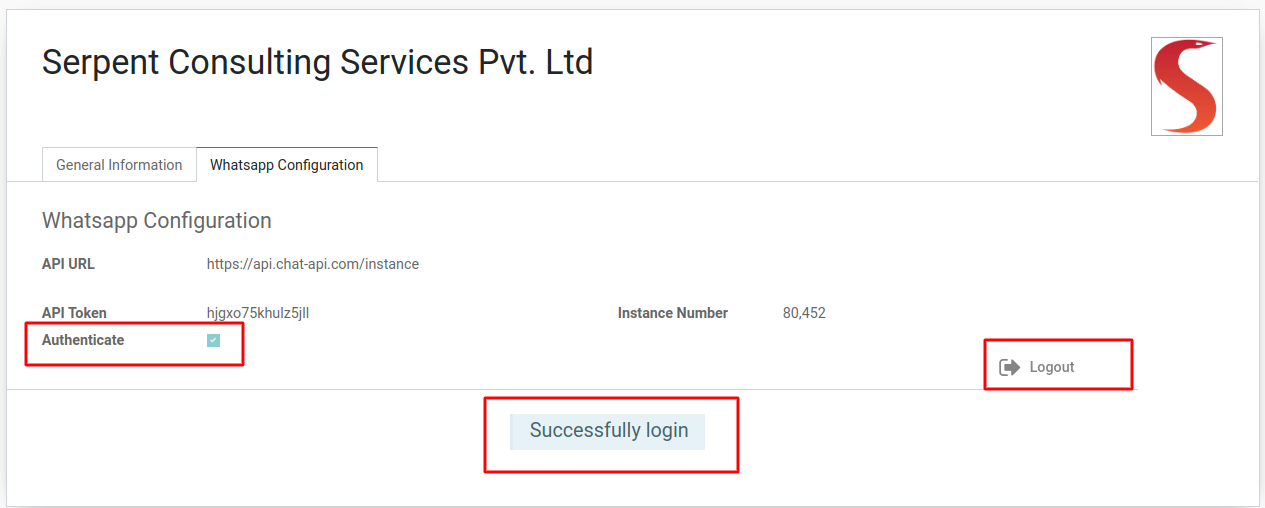 Serpent Consulting Services Pvt. Ltd
General Information
Whatsapp Configuration
Whatsapp Configuration
API URL https://api.chat-api.com/instance
API Token hjgxo75khulz5jll Instance Number 80,452
Authenticate
Logout
Successfully login